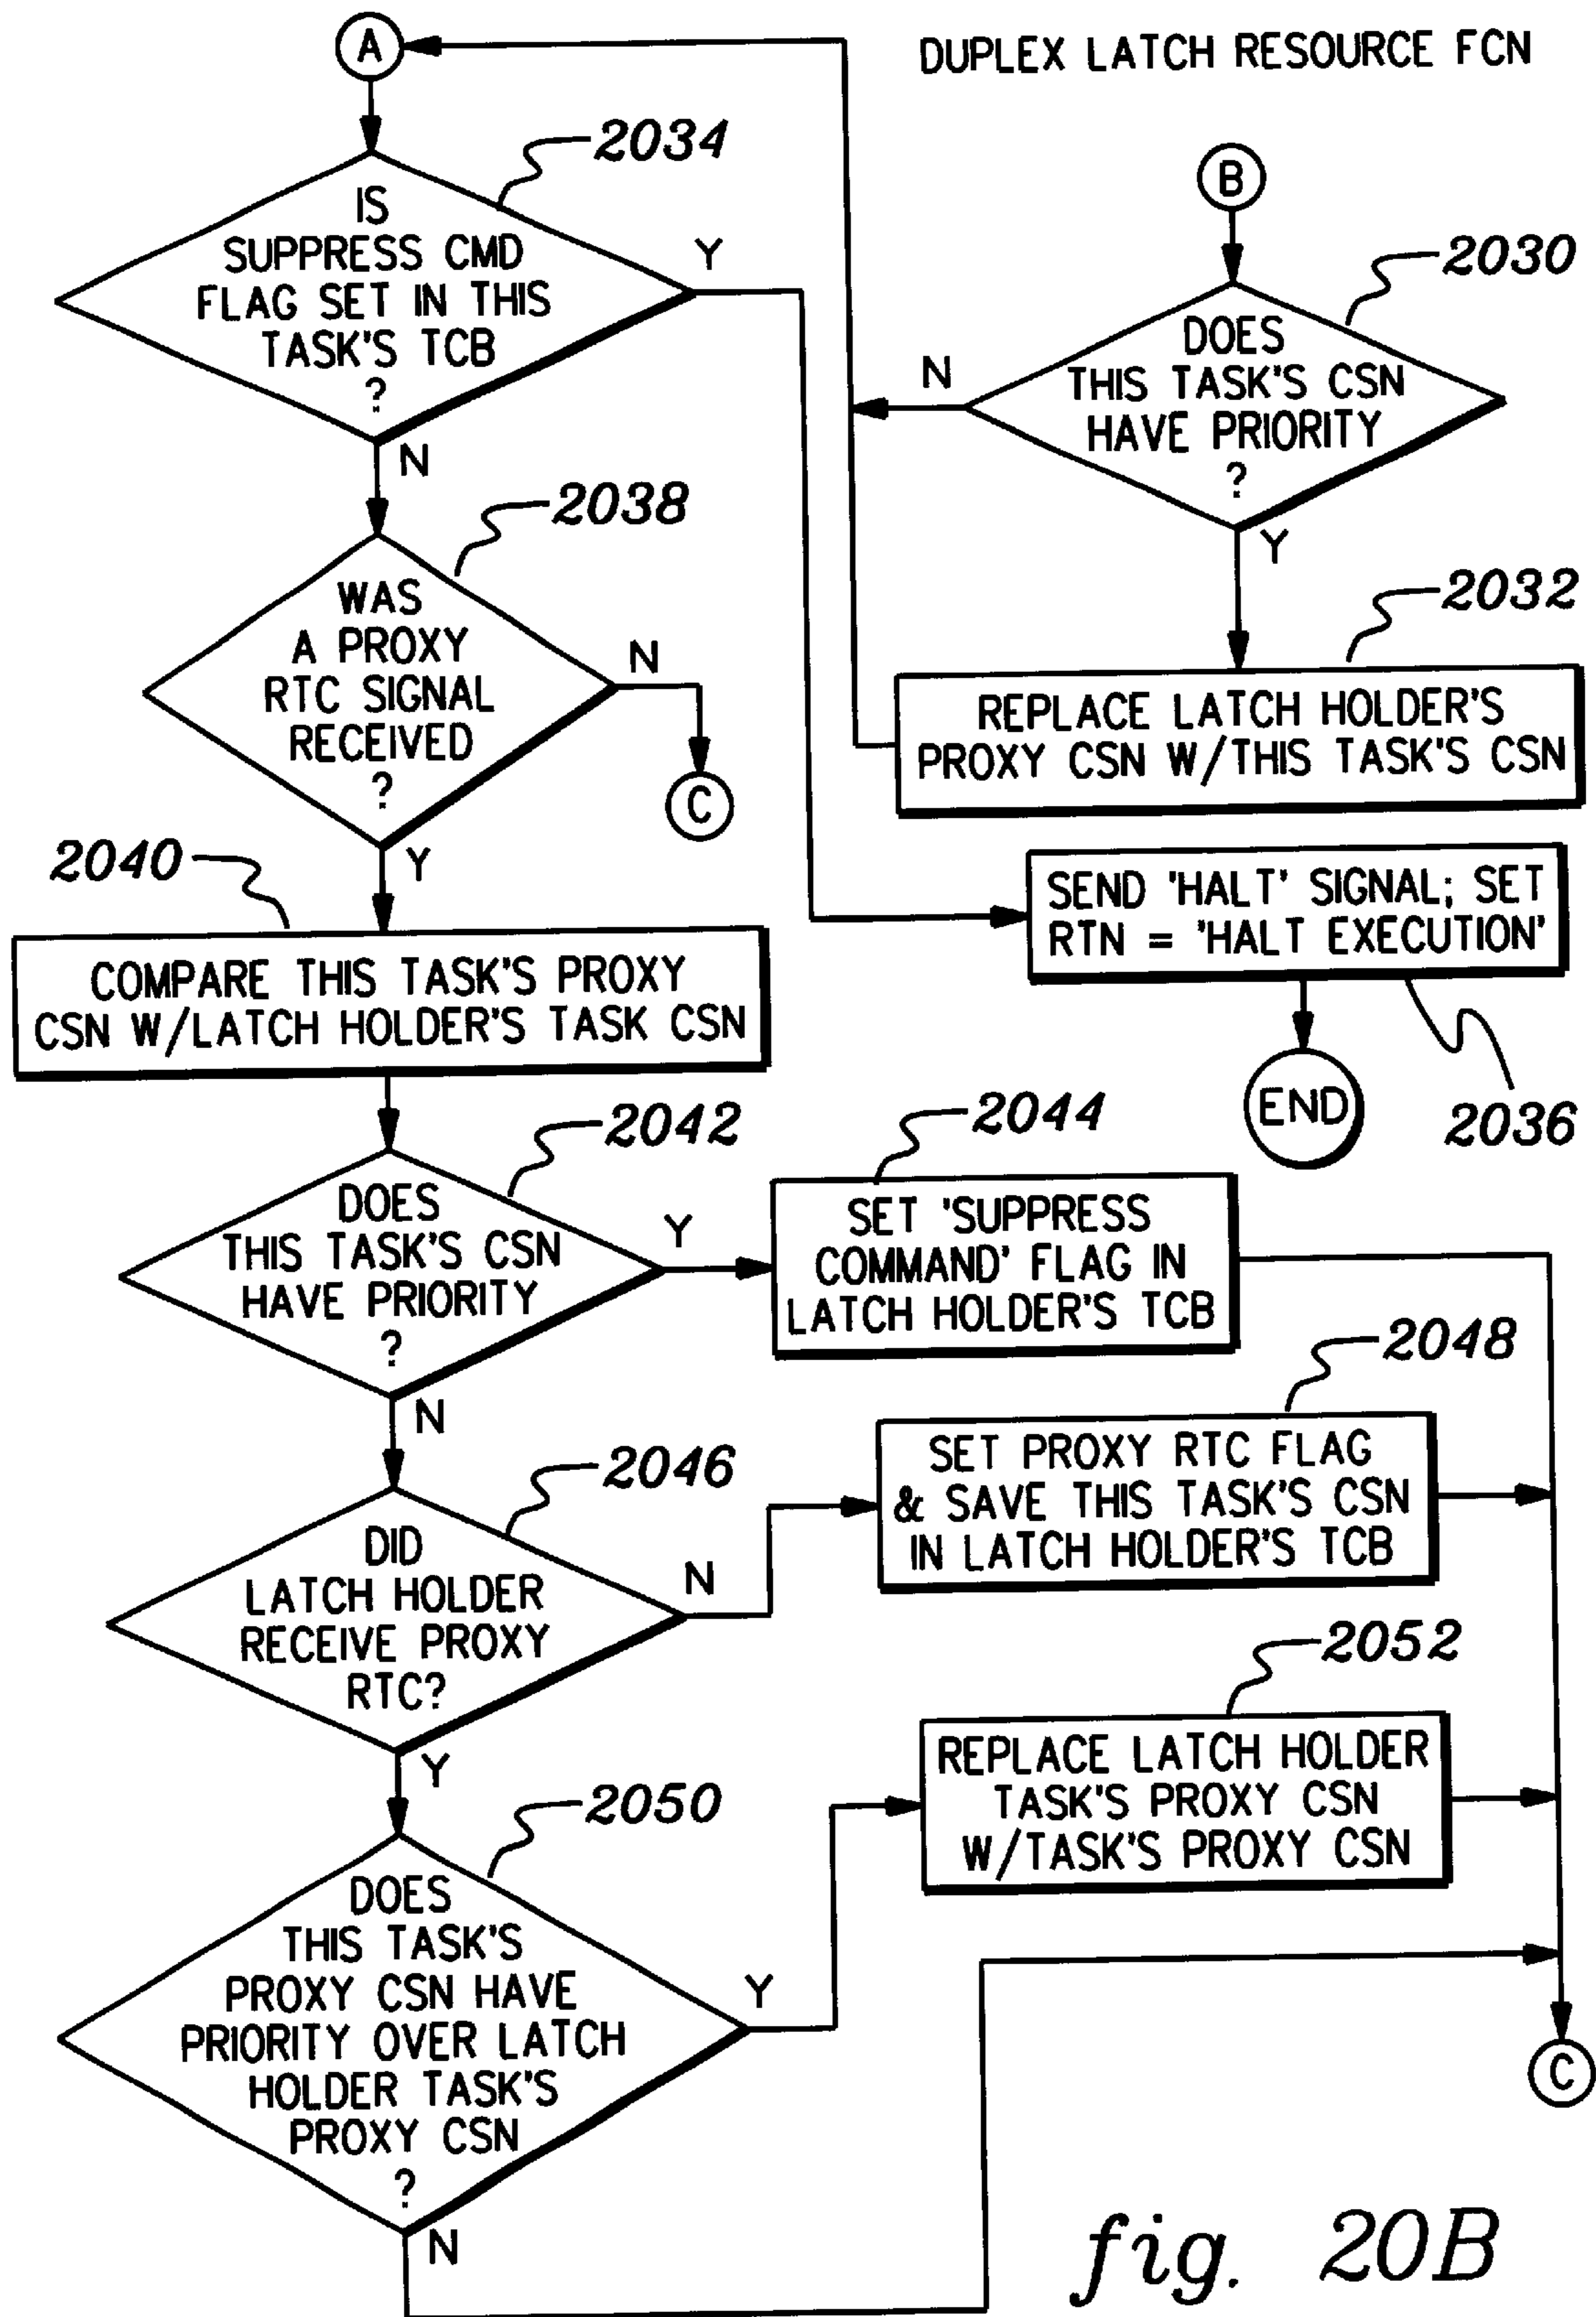 DUPLEX LATCH RESOURCE FCN
A
2034
IS
SUPPRESS CMD
FLAG SET IN THIS
TASK'S TCB
?
Y
N
B
2030
DOES
THIS TASK'S CSN
HAVE PRIORITY
?
N
Y
2032
REPLACE LATCH HOLDER'S
PROXY CSN W/THIS TASK'S CSN
2038
WAS
A PROXY
RTC SIGNAL
RECEIVED
?
N
C
Y
SEND 'HALT' SIGNAL; SET
RTN = 'HALT EXECUTION'
2036
END
2040
COMPARE THIS TASK'S PROXY
CSN W/LATCH HOLDER'S TASK CSN
2042
DOES
THIS TASK'S CSN
HAVE PRIORITY
?
Y
N
2044
SET 'SUPPRESS
COMMAND' FLAG IN
LATCH HOLDER'S TCB
2046
DID
LATCH HOLDER
RECEIVE PROXY
RTC?
N
Y
2048
SET PROXY RTC FLAG
& SAVE THIS TASK'S CSN
IN LATCH HOLDER'S TCB
2050
DOES
THIS TASK'S
PROXY CSN HAVE
PRIORITY OVER LATCH
HOLDER TASK'S
PROXY CSN
?
Y
N
2052
REPLACE LATCH HOLDER
TASK'S PROXY CSN
W/TASK'S PROXY CSN
C
fig. 20B